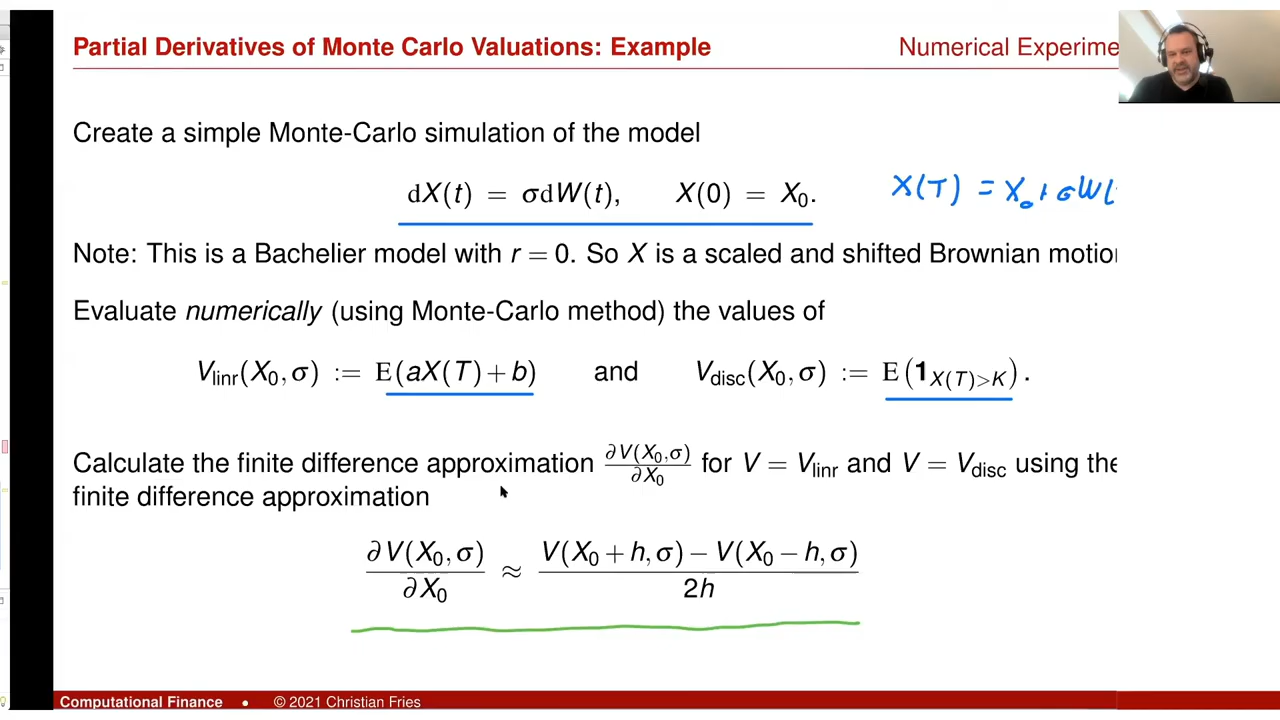 Partial Derivatives of Monte Carlo Valuations: Example Numerical Experime
Create a simple Monte-Carlo simulation of the model
dX(t) = σdW(t), X(0) = X₀. X(T) = X₀ + σW(
Note: This is a Bachelier model with r = 0. So X is a scaled and shifted Brownian motion
Evaluate numerically (using Monte-Carlo method) the values of
V_linr(X₀, σ) := E(aX(T) + b) and V_disc(X₀, σ) := E(𝟏_{X(T)>K}).
Calculate the finite difference approximation ∂V(X₀,σ)/∂X₀ for V = V_linr and V = V_disc using the
finite difference approximation
∂V(X₀, σ)/∂X₀ ≈ (V(X₀ + h, σ) − V(X₀ − h, σ))/2h
Computational Finance • © 2021 Christian Fries